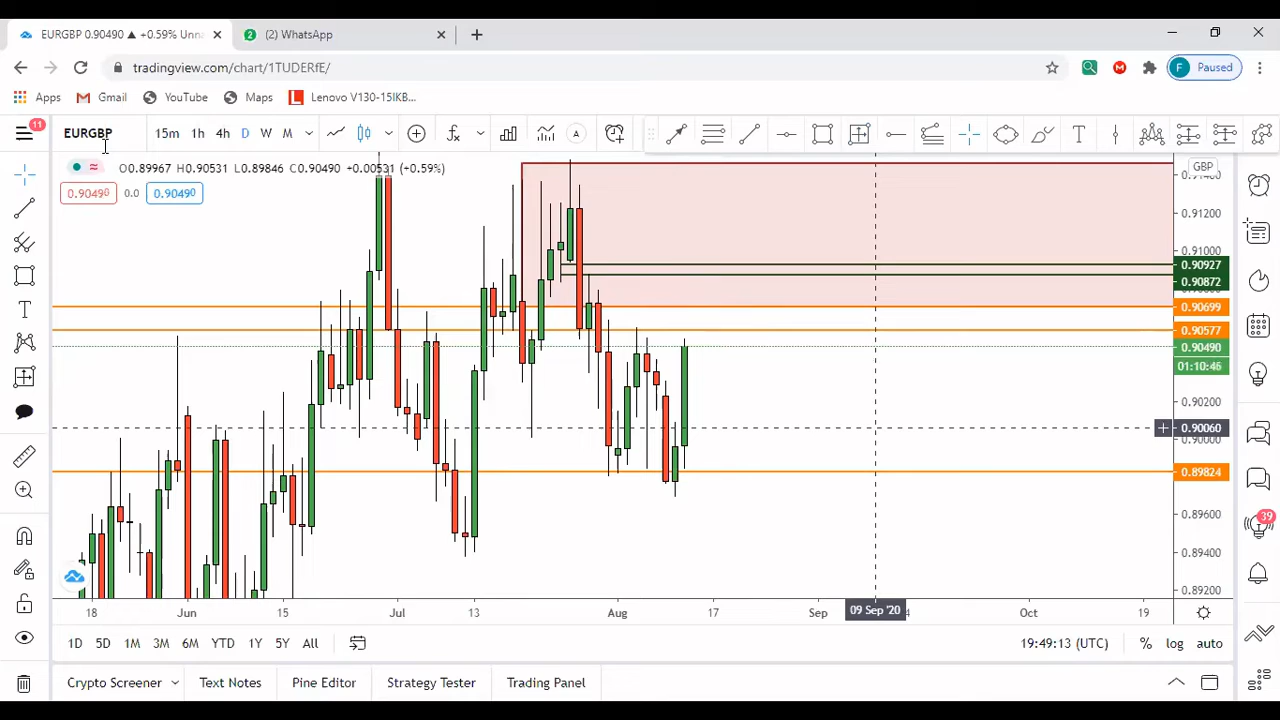 EURGBP 0.90490 ▲ +0.59% Unna
2 (2) WhatsApp
tradingview.com/chart/1TUDERfE/
F Paused
Apps Gmail YouTube Maps Lenovo V130-15IKB...
11 EURGBP 15m 1h 4h D W M
O0.89967 H0.90531 L0.89846 C0.90490 +0.00531 (+0.59%)
GBP
0.90490 0.0 0.90490
0.91200
0.91000
0.90927
0.90872
0.90699
0.90577
0.90490
01:10:46
0.90200
0.90060
0.90000
0.89824
0.89600
39
0.89400
0.89200
18 Jun 15 Jul 13 Aug 17 Sep 09 Sep '20 Oct 19
1D 5D 1M 3M 6M YTD 1Y 5Y All 19:49:13 (UTC) % log auto
Crypto Screener Text Notes Pine Editor Strategy Tester Trading Panel